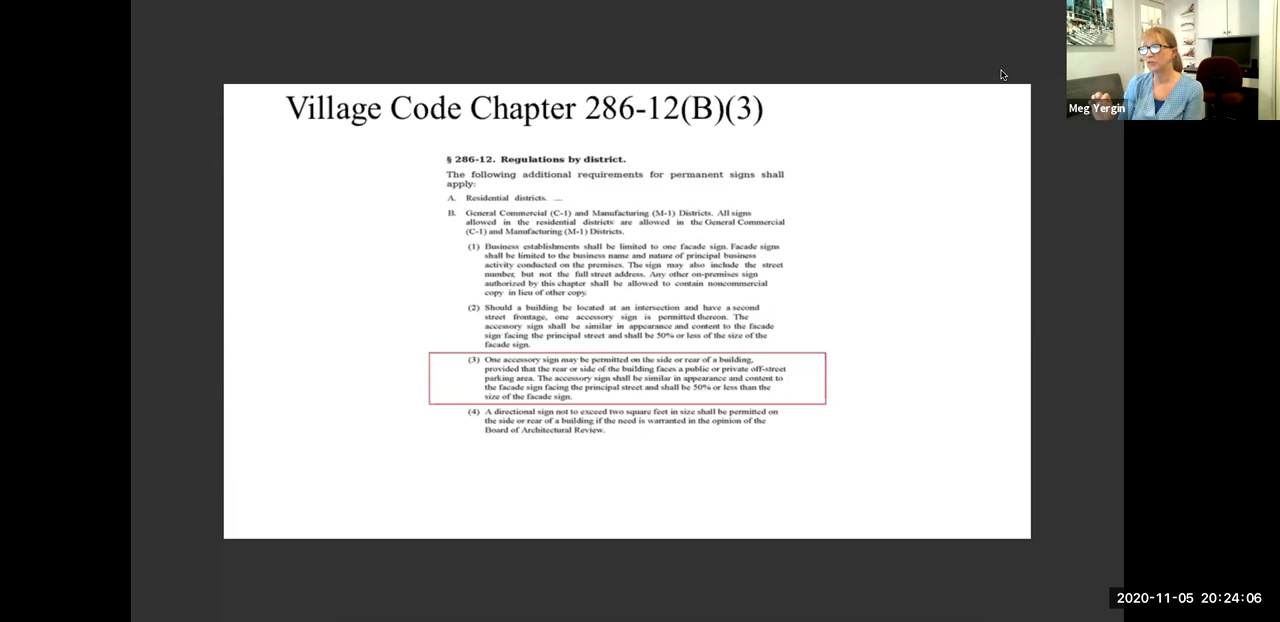 Village Code Chapter 286-12(B)(3)
Meg Yergin
§ 286-12. Regulations by district.
The following additional requirements for permanent signs shall
apply:
A. Residential districts. ....
B. General Commercial (C-1) and Manufacturing (M-1) Districts. All signs
allowed in the residential districts are allowed in the General Commercial
(C-1) and Manufacturing (M-1) Districts.
(1) Business establishments shall be limited to one facade sign. Facade signs
shall be limited to the business name and nature of principal business
activity conducted on the premises. The sign may also include the street
number, but not the full street address. Any other on-premises sign
authorized by this chapter shall be allowed to contain noncommercial
copy in lieu of other copy.
(2) Should a building be located at an intersection and have a second
street frontage, one accessory sign is permitted thereon. The
accessory sign shall be similar in appearance and content to the facade
sign facing the principal street and shall be 50% or less of the size of the
facade sign.
(3) One accessory sign may be permitted on the side or rear of a building,
provided that the rear or side of the building faces a public or private off-street
parking area. The accessory sign shall be similar in appearance and content to
the facade sign facing the principal street and shall be 50% or less than the
size of the facade sign.
(4) A directional sign not to exceed two square feet in size shall be permitted on
the side or rear of a building if the need is warranted in the opinion of the
Board of Architectural Review.
2020-11-05 20:24:06